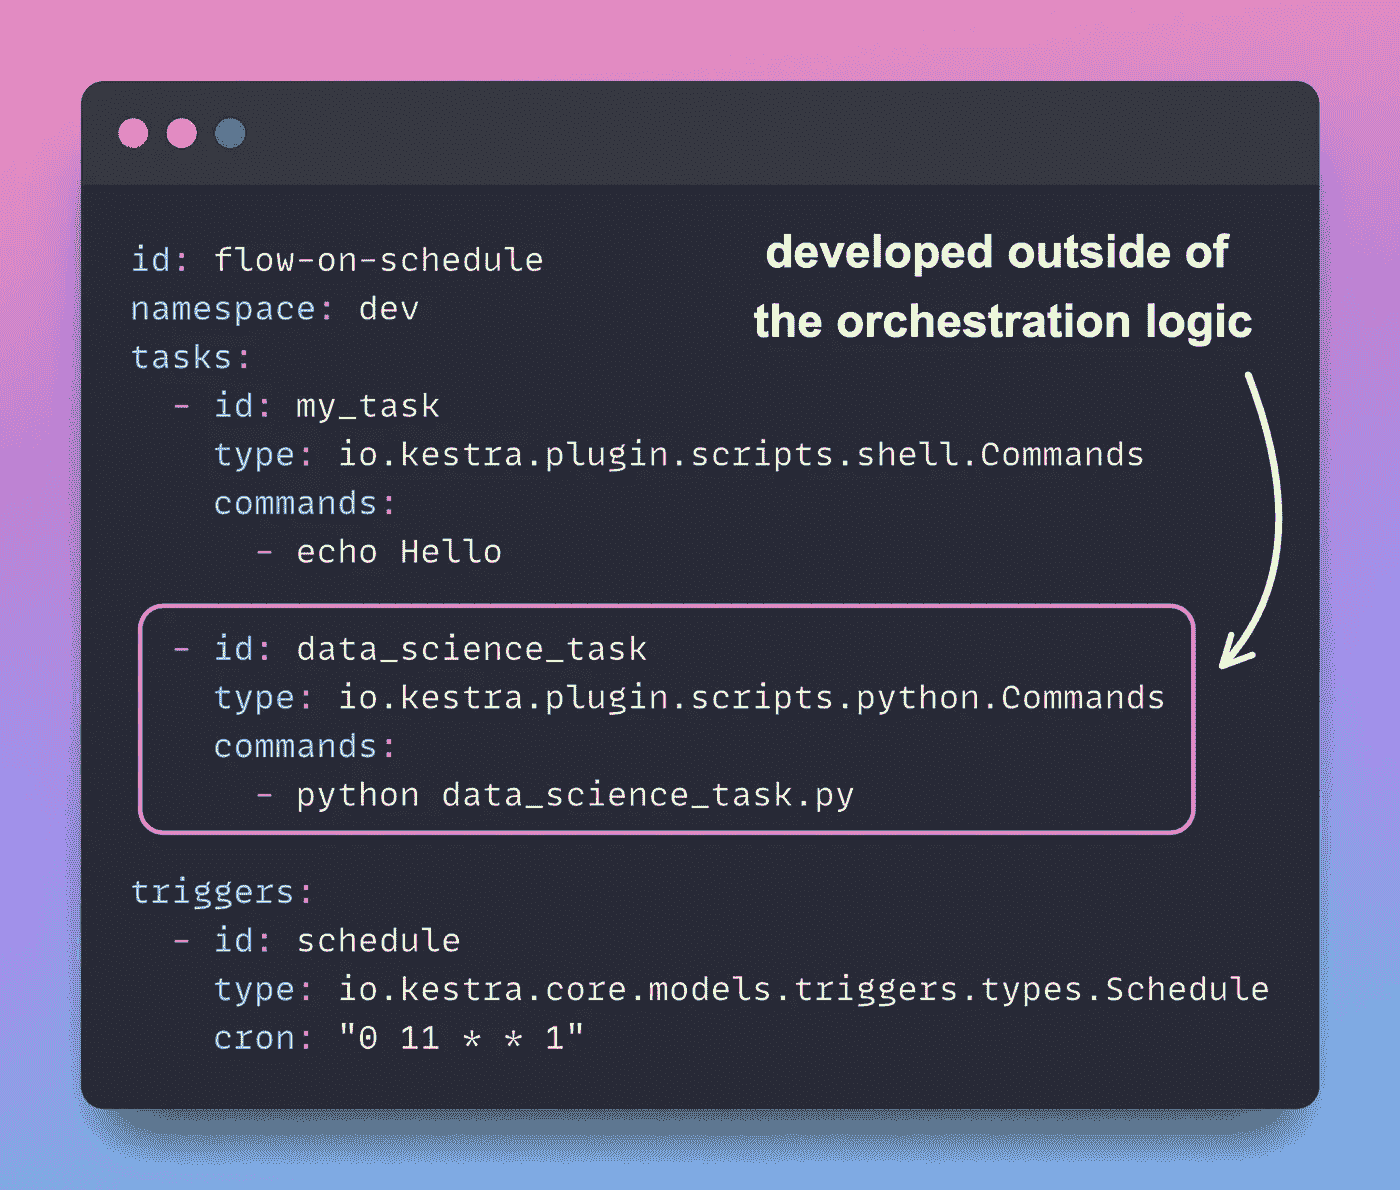 developed outside of
the orchestration logic
id: flow-on-schedule
namespace: dev
tasks:
  - id: my_task
    type: io.kestra.plugin.scripts.shell.Commands
    commands:
      - echo Hello
  - id: data_science_task
    type: io.kestra.plugin.scripts.python.Commands
    commands:
      - python data_science_task.py
triggers:
  - id: schedule
    type: io.kestra.core.models.triggers.types.Schedule
    cron: "0 11 * * 1"